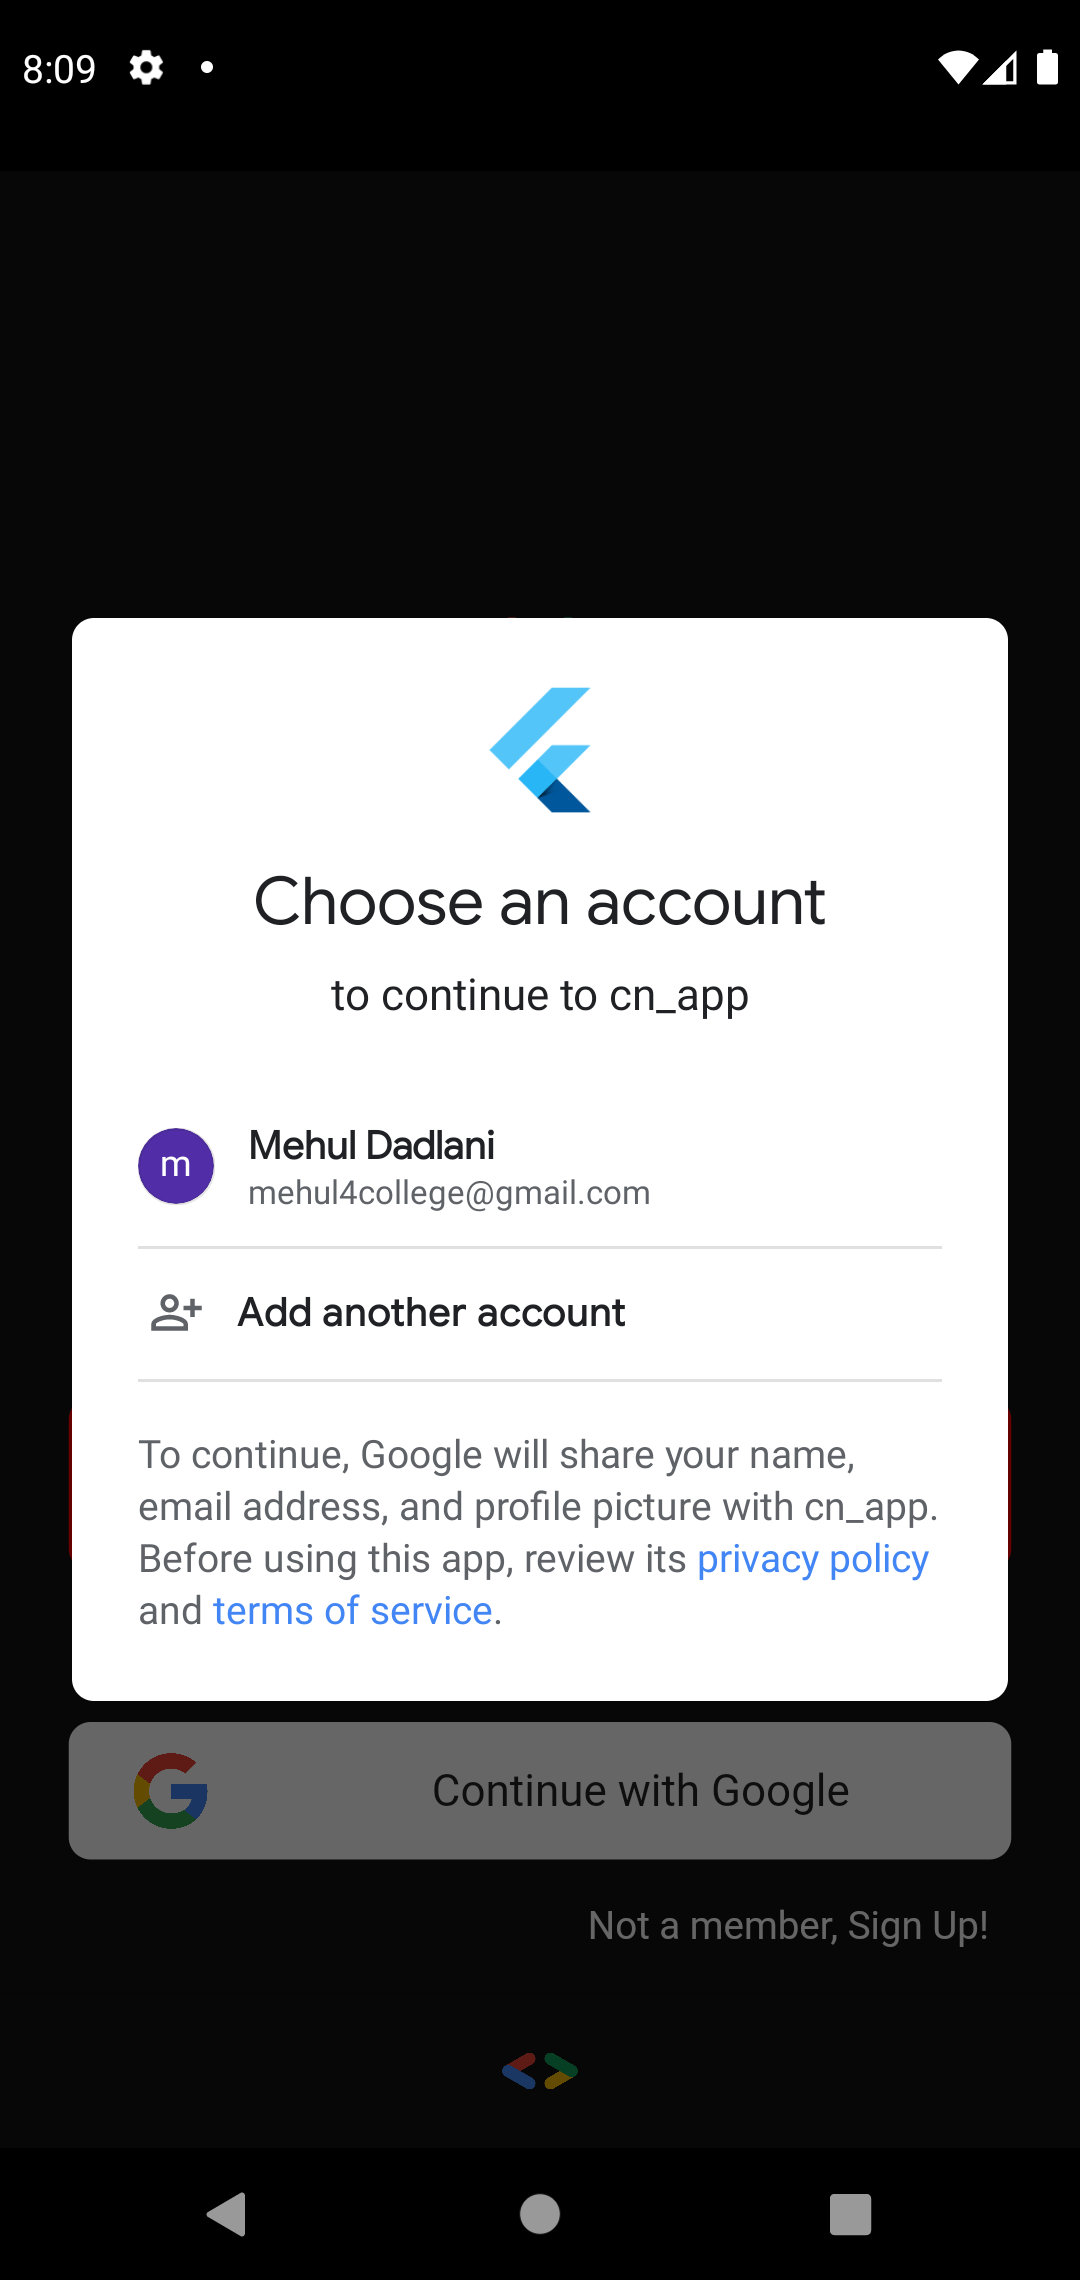 8:09
Choose an account
to continue to cn_app
m
Mehul Dadlani
mehul4college@gmail.com
Add another account
To continue, Google will share your name,
email address, and profile picture with cn_app.
Before using this app, review its privacy policy
and terms of service.
Continue with Google
Not a member, Sign Up!